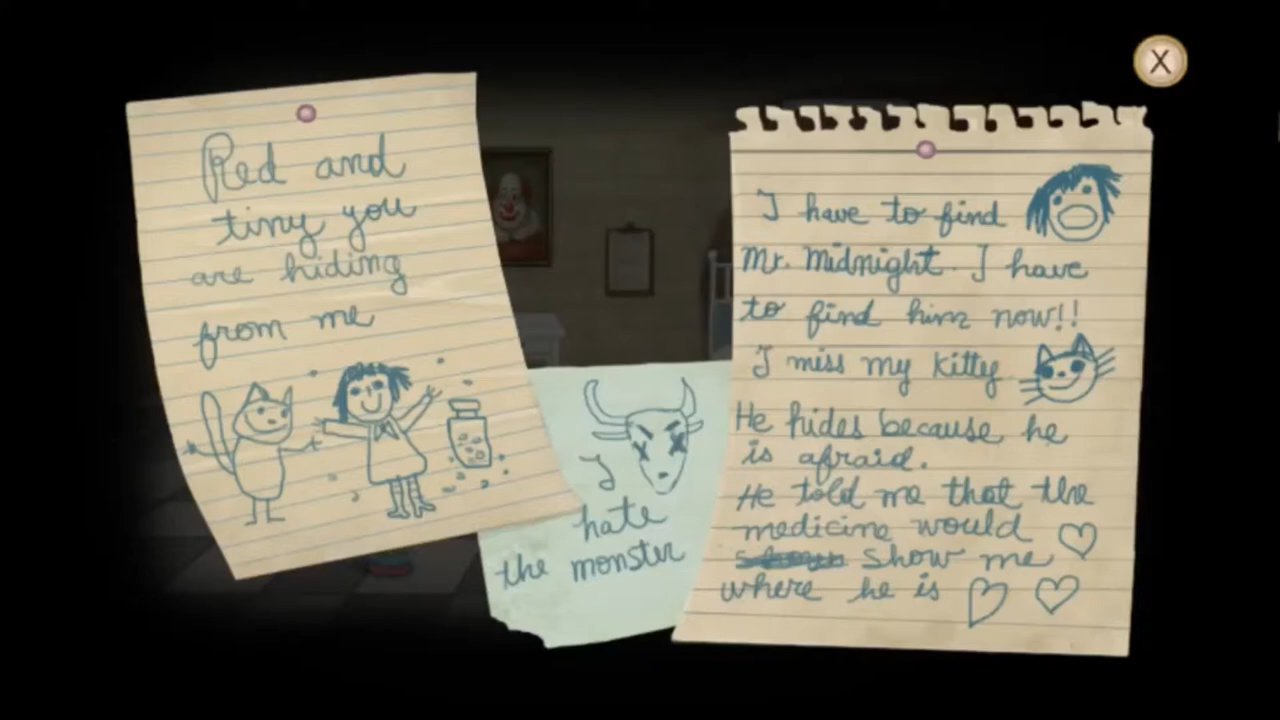 Red and
tiny you
are hiding
from me
I
hate
the monster
I have to find
Mr. Midnight. I have
to find him now!!
I miss my kitty
He hides because he
is afraid.
He told me that the
medicine would
show me
where he is
X